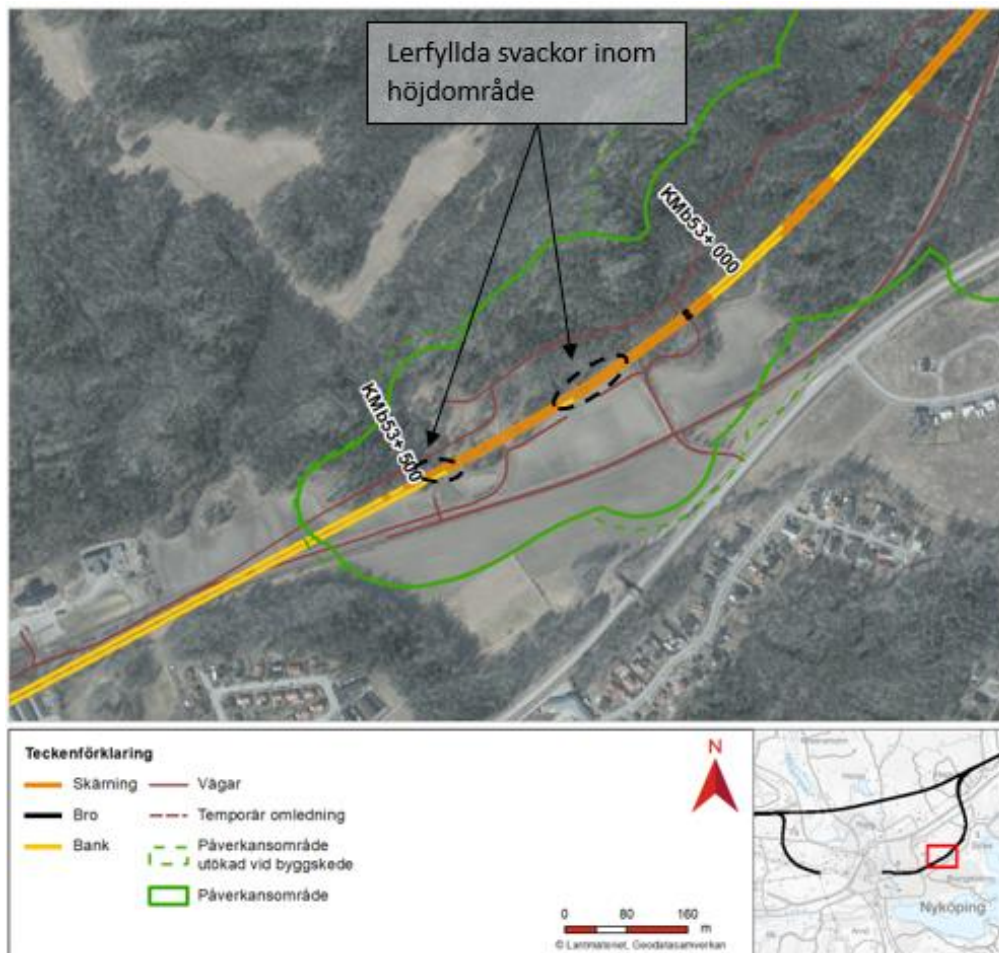 Lerfyllda svackor inom
höjdområde
KMb53+ 000
KMb53+ 500
Teckenförklaring
Skärning
Bro
Bank
Vägar
Temporär omledning
Påverkansområde
utökad vid byggskede
Påverkansområde
N
0 80 160
m
© Lantmäteriet, Geodatasamverkan
Nyköping